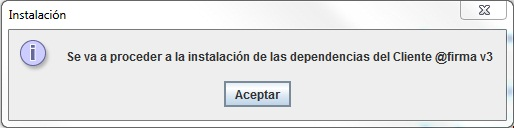 Instalación
Se va a proceder a la instalación de las dependencias del Cliente @firma v3
Aceptar